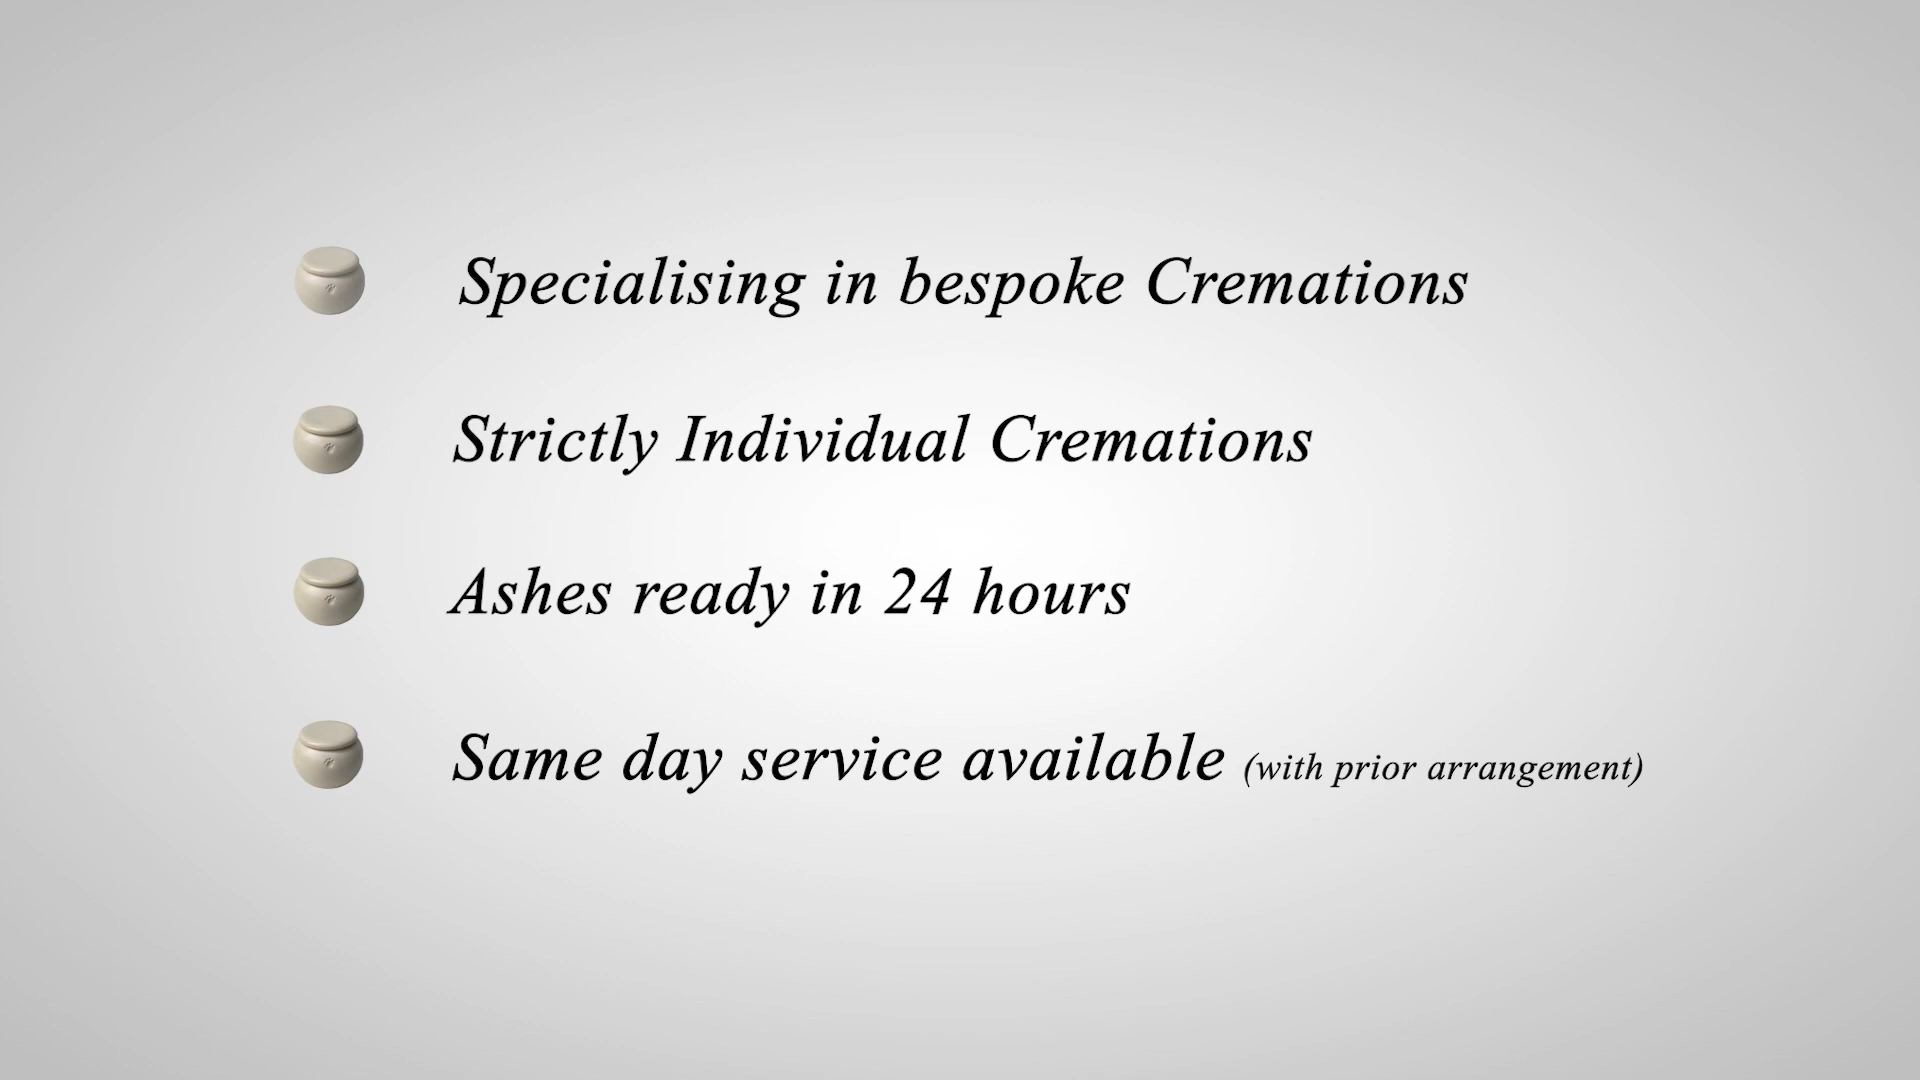 Specialising in bespoke Cremations
Strictly Individual Cremations
Ashes ready in 24 hours
Same day service available (with prior arrangement)